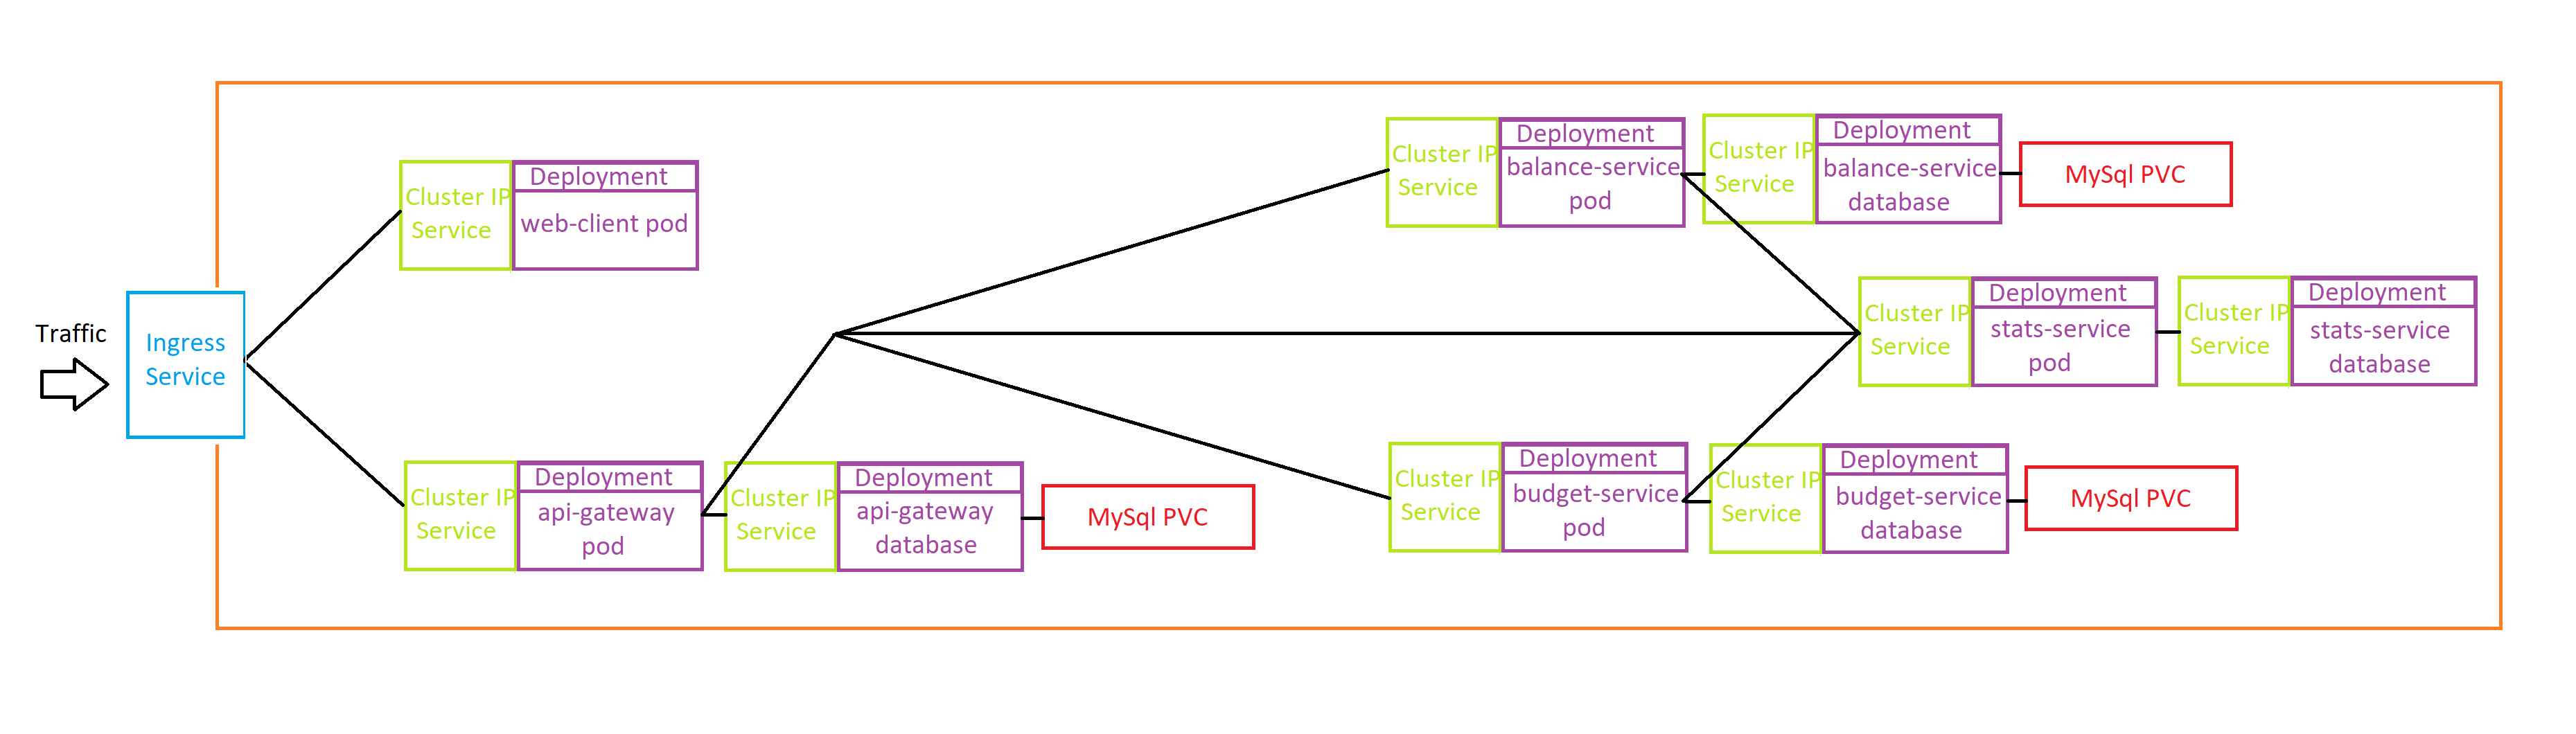 Traffic
Ingress
Service
Cluster IP
Service
Deployment
web-client pod
Cluster IP
Service
Deployment
api-gateway
pod
Cluster IP
Service
Deployment
api-gateway
database
MySql PVC
Cluster IP
Service
Deployment
balance-service
pod
Cluster IP
Service
Deployment
balance-service
database
MySql PVC
Cluster IP
Service
Deployment
stats-service
pod
Cluster IP
Service
Deployment
stats-service
database
Cluster IP
Service
Deployment
budget-service
pod
Cluster IP
Service
Deployment
budget-service
database
MySql PVC